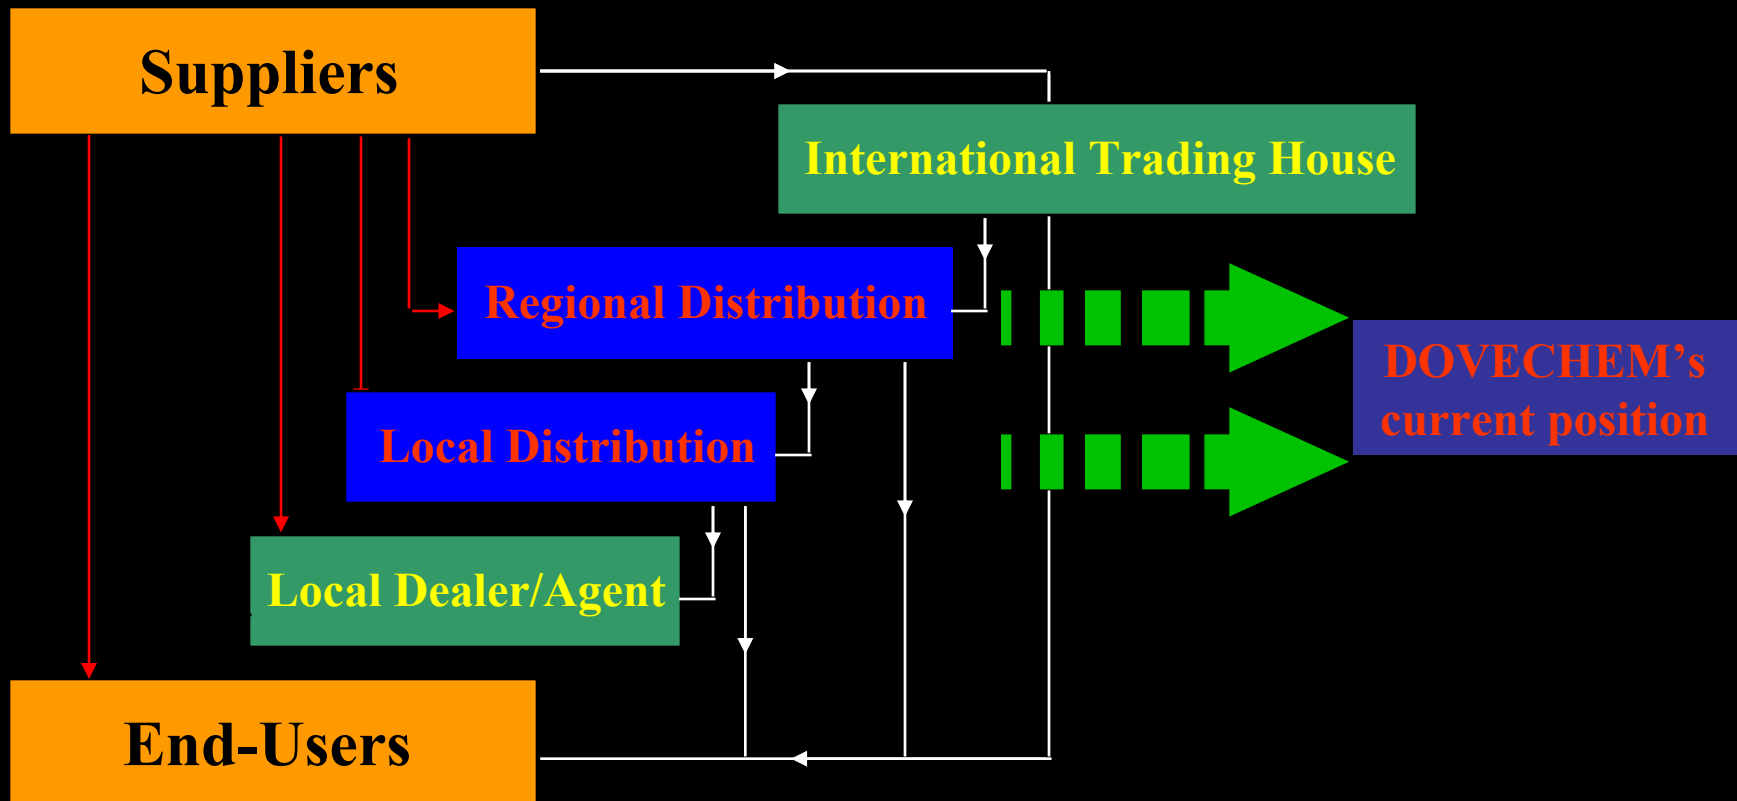 Suppliers
International Trading House
Regional Distribution
DOVECHEM’s
current position
Local Distribution
Local Dealer/Agent
End-Users